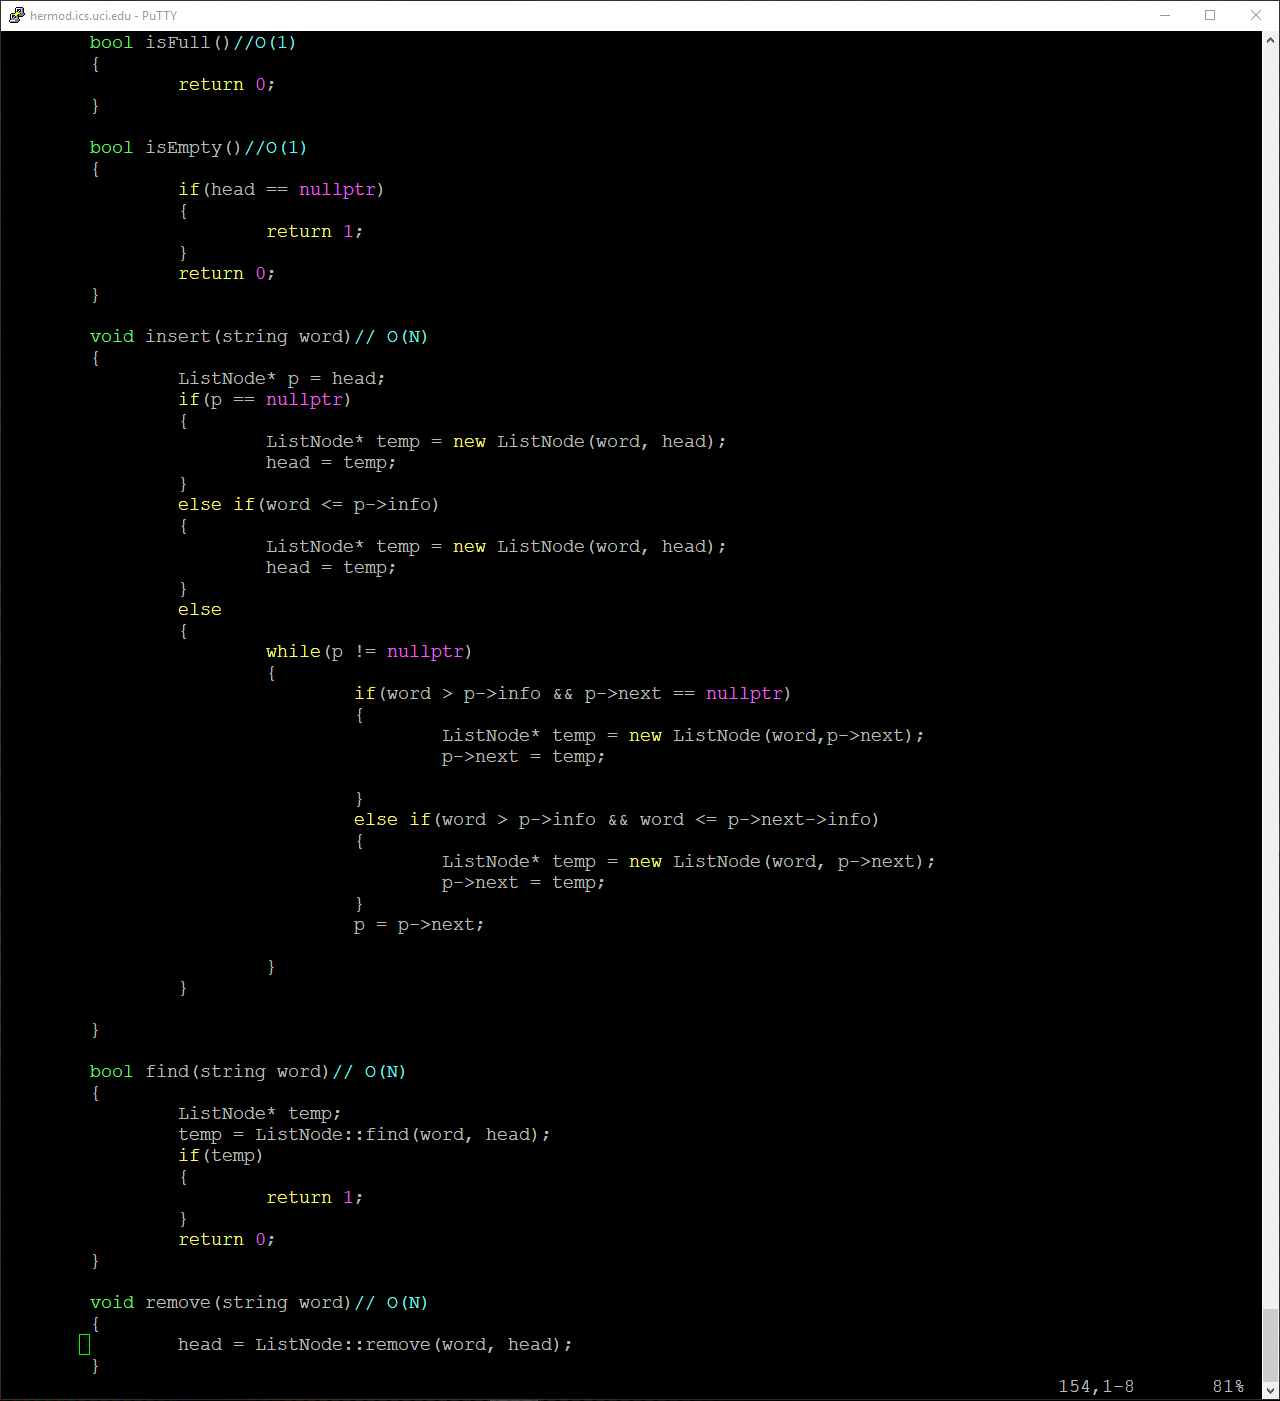 hermod.ics.uci.edu - PuTTY
bool isFull()//O(1)
{
return 0;
}
bool isEmpty()//O(1)
{
if(head == nullptr)
{
return 1;
}
return 0;
}
void insert(string word)// O(N)
{
ListNode* p = head;
if(p == nullptr)
{
ListNode* temp = new ListNode(word, head);
head = temp;
}
else if(word <= p->info)
{
ListNode* temp = new ListNode(word, head);
head = temp;
}
else
{
while(p != nullptr)
{
if(word > p->info && p->next == nullptr)
{
ListNode* temp = new ListNode(word,p->next);
p->next = temp;
}
else if(word > p->info && word <= p->next->info)
{
ListNode* temp = new ListNode(word, p->next);
p->next = temp;
}
p = p->next;
}
}
}
bool find(string word)// O(N)
{
ListNode* temp;
temp = ListNode::find(word, head);
if(temp)
{
return 1;
}
return 0;
}
void remove(string word)// O(N)
{
head = ListNode::remove(word, head);
}
154,1-8 81%